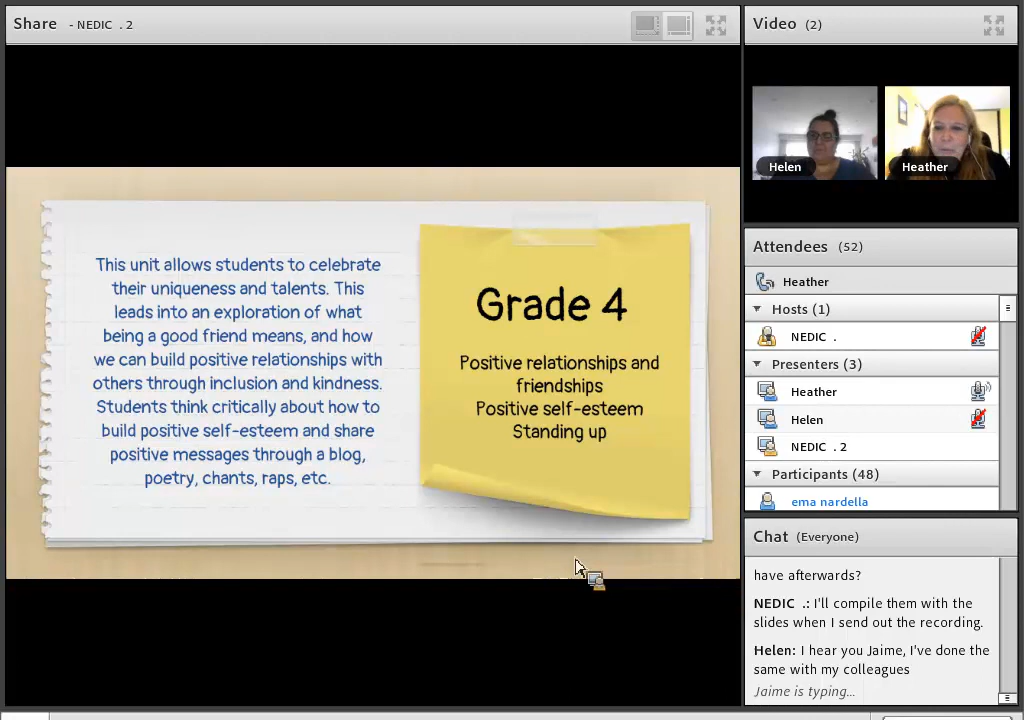 Share - NEDIC . 2
This unit allows students to celebrate
their uniqueness and talents. This
leads into an exploration of what
being a good friend means, and how
we can build positive relationships with
others through inclusion and kindness.
Students think critically about how to
build positive self-esteem and share
positive messages through a blog,
poetry, chants, raps, etc.
Grade 4
Positive relationships and
friendships
Positive self-esteem
Standing up
Video (2)
Helen
Heather
Attendees (52)
Heather
Hosts (1)
NEDIC .
Presenters (3)
Heather
Helen
NEDIC . 2
Participants (48)
ema nardella
Chat (Everyone)
have afterwards?
NEDIC .: I'll compile them with the
slides when I send out the recording.
Helen: I hear you Jaime, I've done the
same with my colleagues
Jaime is typing...